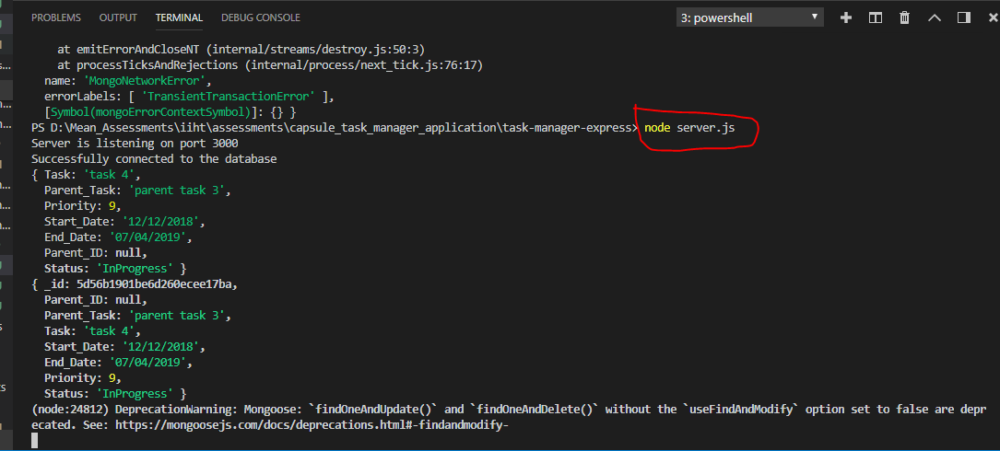 PROBLEMS OUTPUT TERMINAL DEBUG CONSOLE 3: powershell
at emitErrorAndCloseNT (internal/streams/destroy.js:50:3)
at processTicksAndRejections (internal/process/next_tick.js:76:17)
name: 'MongoNetworkError',
errorLabels: [ 'TransientTransactionError' ],
[Symbol(mongoErrorContextSymbol)]: {} }
PS D:\Mean_Assessments\iiht\assessments\capsule_task_manager_application\task-manager-express> node server.js
Server is listening on port 3000
Successfully connected to the database
{ Task: 'task 4',
Parent_Task: 'parent task 3',
Priority: 9,
Start_Date: '12/12/2018',
End_Date: '07/04/2019',
Parent_ID: null,
Status: 'InProgress' }
{ _id: 5d56b1901be6d260ecee17ba,
Parent_ID: null,
Parent_Task: 'parent task 3',
Task: 'task 4',
Start_Date: '12/12/2018',
End_Date: '07/04/2019',
Priority: 9,
Status: 'InProgress' }
(node:24812) DeprecationWarning: Mongoose: `findOneAndUpdate()` and `findOneAndDelete()` without the `useFindAndModify` option set to false are depr
ecated. See: https://mongoosejs.com/docs/deprecations.html#-findandmodify-